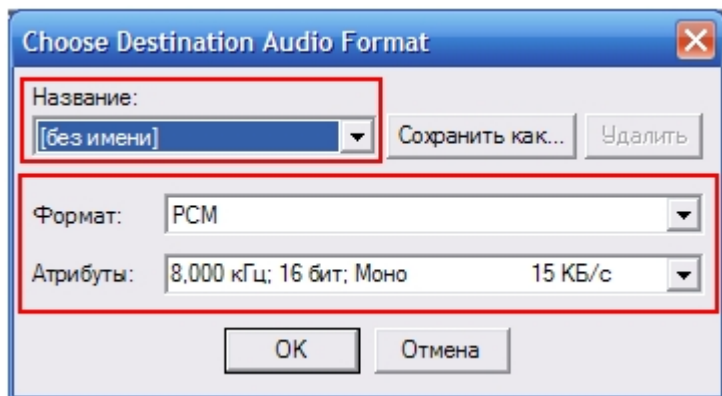 Choose Destination Audio Format
Название:
[без имени]
Сохранить как...
Удалить
Формат: PCM
Атрибуты: 8,000 кГц; 16 бит; Моно 15 КБ/с
OK
Отмена